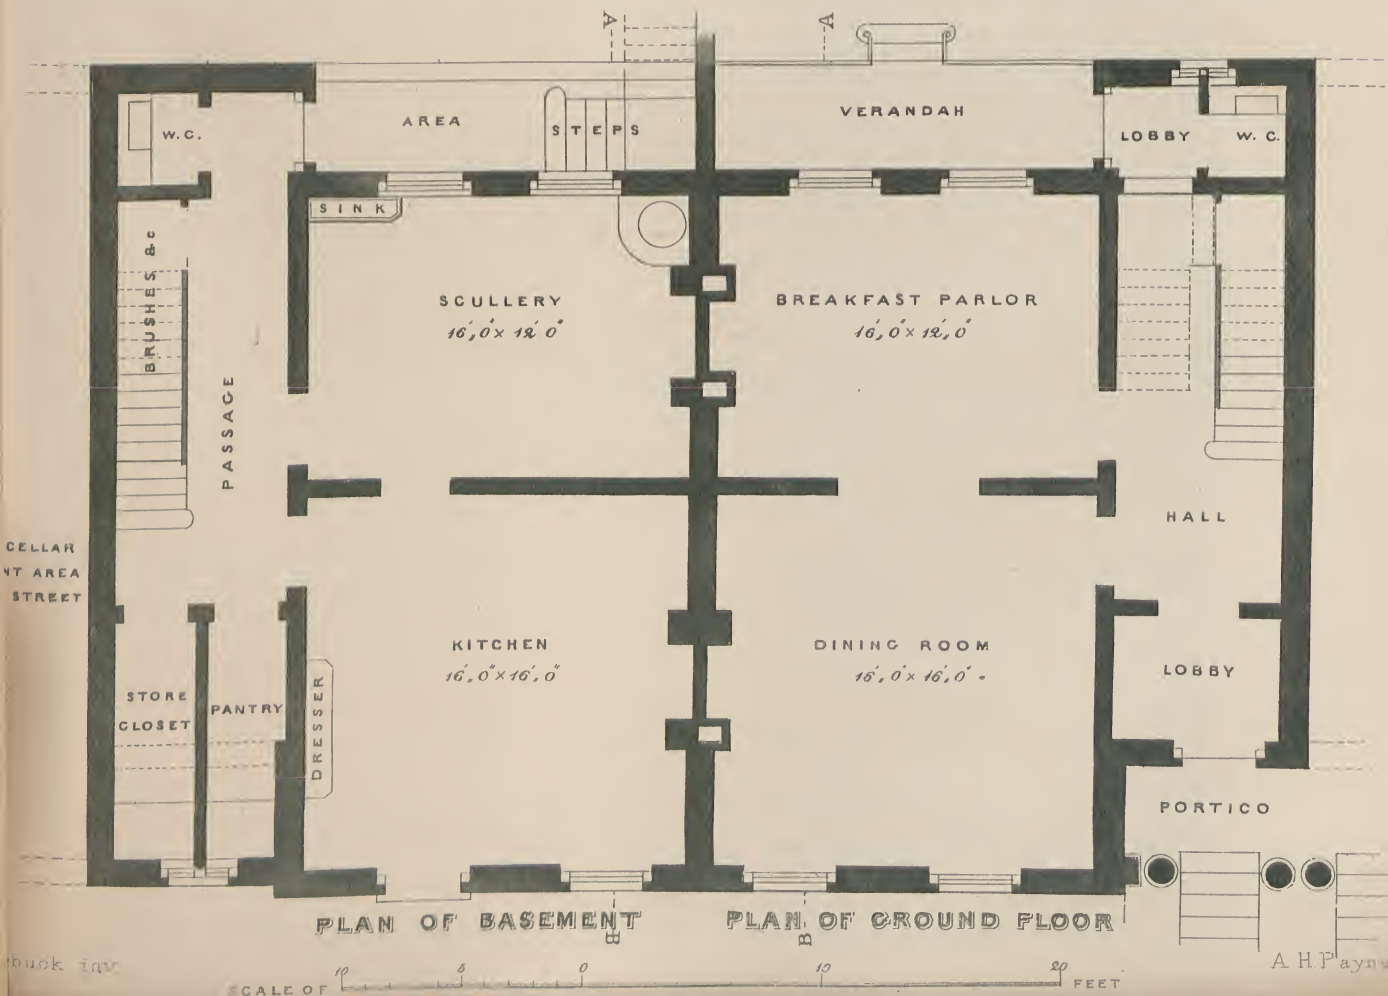 A
A
W.C.
AREA
STEPS
VERANDAH
LOBBY
W.C.
SINK
BRUSHES &c
PASSAGE
SCULLERY
16',0" × 12' 0"
BREAKFAST PARLOR
16',0" × 12',0"
HALL
CELLAR
AREA
STREET
KITCHEN
16',0" × 16',0"
DINING ROOM
16',0" × 16',0"
LOBBY
STORE
CLOSET
PANTRY
DRESSER
PORTICO
PLAN OF BASEMENT
PLAN OF GROUND FLOOR
B
B
buck inv
A H Payne
SCALE OF 10 5 0 10 20 FEET